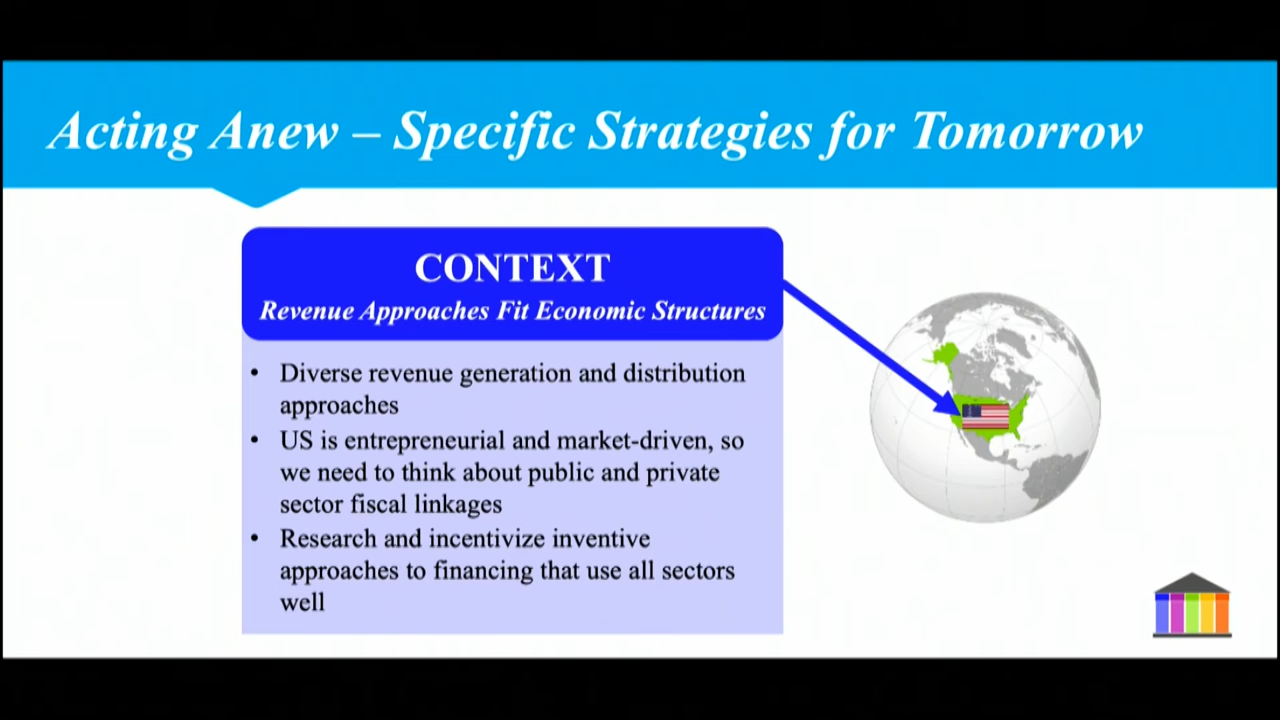 Acting Anew – Specific Strategies for Tomorrow
CONTEXT
Revenue Approaches Fit Economic Structures
• Diverse revenue generation and distribution
approaches
• US is entrepreneurial and market-driven, so
we need to think about public and private
sector fiscal linkages
• Research and incentivize inventive
approaches to financing that use all sectors
well